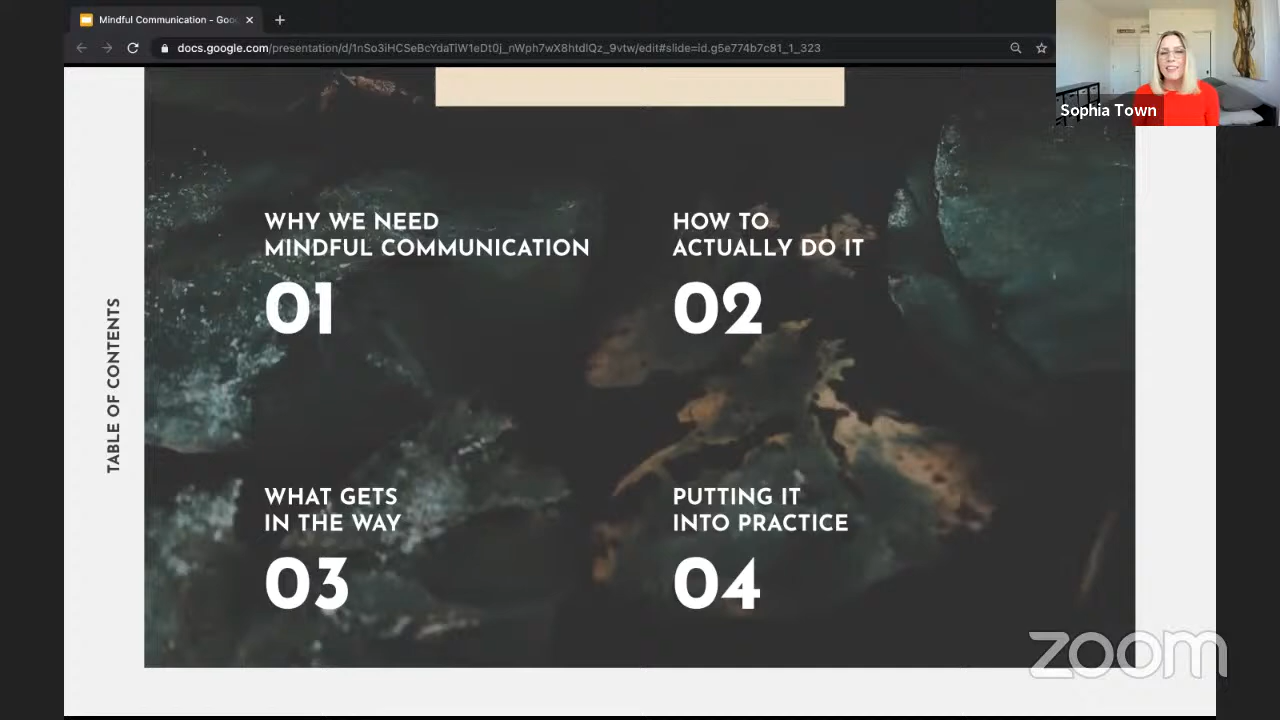 Mindful Communication - Goo
docs.google.com/presentation/d/1nSo3iHCSeBcYdaTiW1eDt0j_nWph7wX8htdlQz_9vtw/edit#slide=id.g5e774b7c81_1_323
Sophia Town
TABLE OF CONTENTS
WHY WE NEED
MINDFUL COMMUNICATION
01
HOW TO
ACTUALLY DO IT
02
WHAT GETS
IN THE WAY
03
PUTTING IT
INTO PRACTICE
04
zoom